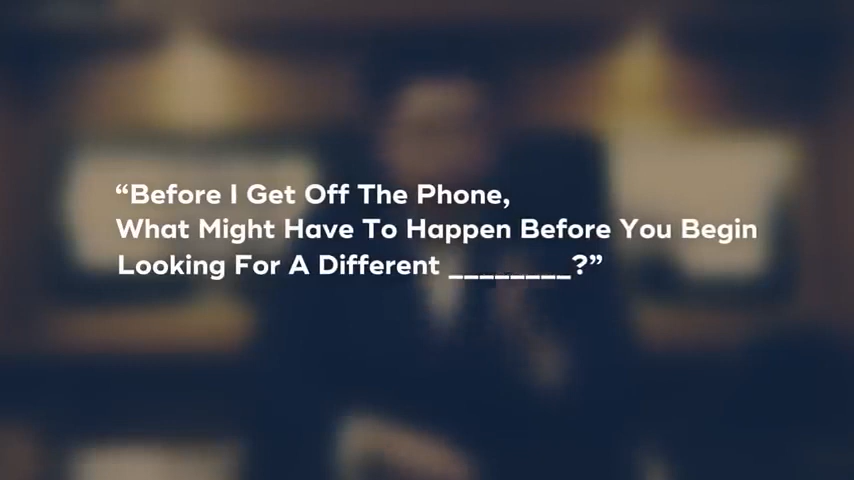 “Before I Get Off The Phone,
What Might Have To Happen Before You Begin
Looking For A Different ________?”